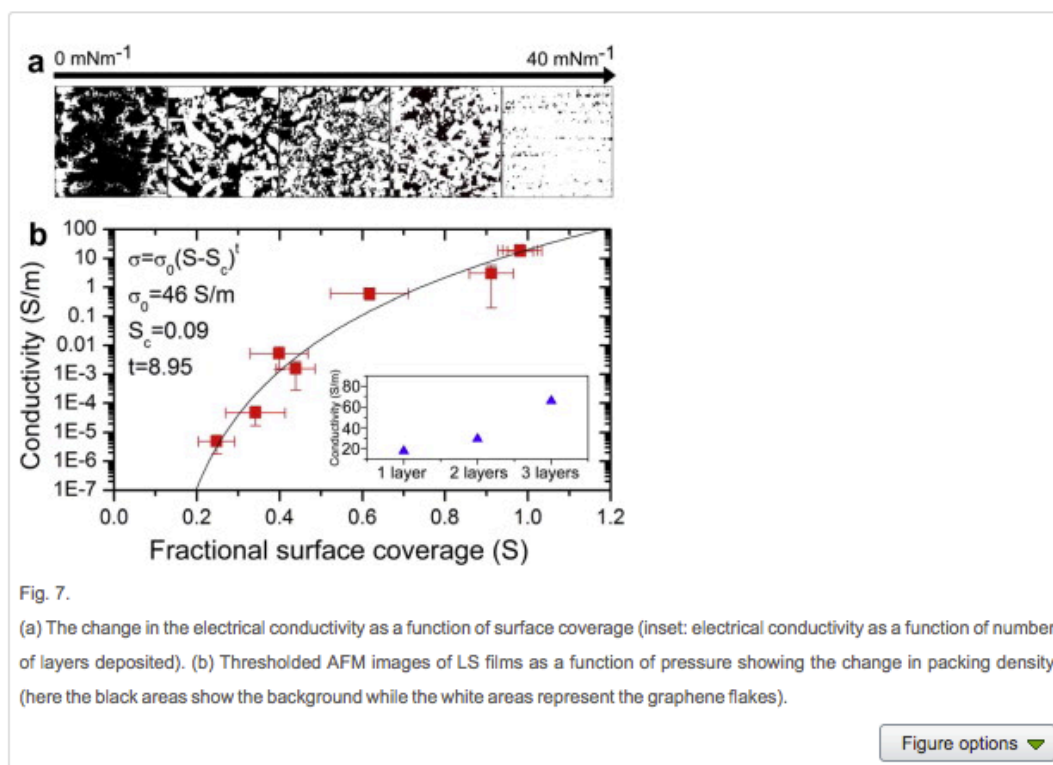 a 0 mNm⁻¹ 40 mNm⁻¹
b
σ=σ₀(S-S꜀)ᵗ
σ₀=46 S/m
S꜀=0.09
t=8.95
Conductivity (S/m)
100
10
1
0.1
0.01
1E-3
1E-4
1E-5
1E-6
1E-7
Conductivity (S/m)
80
60
40
20
1 layer 2 layers 3 layers
0.0 0.2 0.4 0.6 0.8 1.0 1.2
Fractional surface coverage (S)
Fig. 7.
(a) The change in the electrical conductivity as a function of surface coverage (inset: electrical conductivity as a function of number
of layers deposited). (b) Thresholded AFM images of LS films as a function of pressure showing the change in packing density
(here the black areas show the background while the white areas represent the graphene flakes).
Figure options